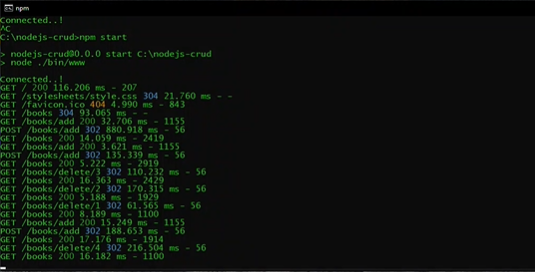 npm
Connected..!
^C
C:\nodejs-crud>npm start
> nodejs-crud@0.0.0 start C:\nodejs-crud
> node ./bin/www
Connected..!
GET / 200 116.206 ms - 207
GET /stylesheets/style.css 304 21.760 ms - -
GET /favicon.ico 404 4.990 ms - 843
GET /books 304 93.065 ms - -
GET /books/add 200 32.706 ms - 1155
POST /books/add 302 880.918 ms - 56
GET /books 200 14.059 ms - 2419
GET /books/add 200 3.621 ms - 1155
POST /books/add 302 135.339 ms - 56
GET /books 200 5.222 ms - 2919
GET /books/delete/3 302 110.232 ms - 56
GET /books 200 16.363 ms - 2429
GET /books/delete/2 302 170.315 ms - 56
GET /books 200 5.188 ms - 1929
GET /books/delete/1 302 61.565 ms - 56
GET /books 200 8.189 ms - 1100
GET /books/add 200 15.249 ms - 1155
POST /books/add 302 188.653 ms - 56
GET /books 200 17.176 ms - 1914
GET /books/delete/4 302 216.504 ms - 56
GET /books 200 16.182 ms - 1100